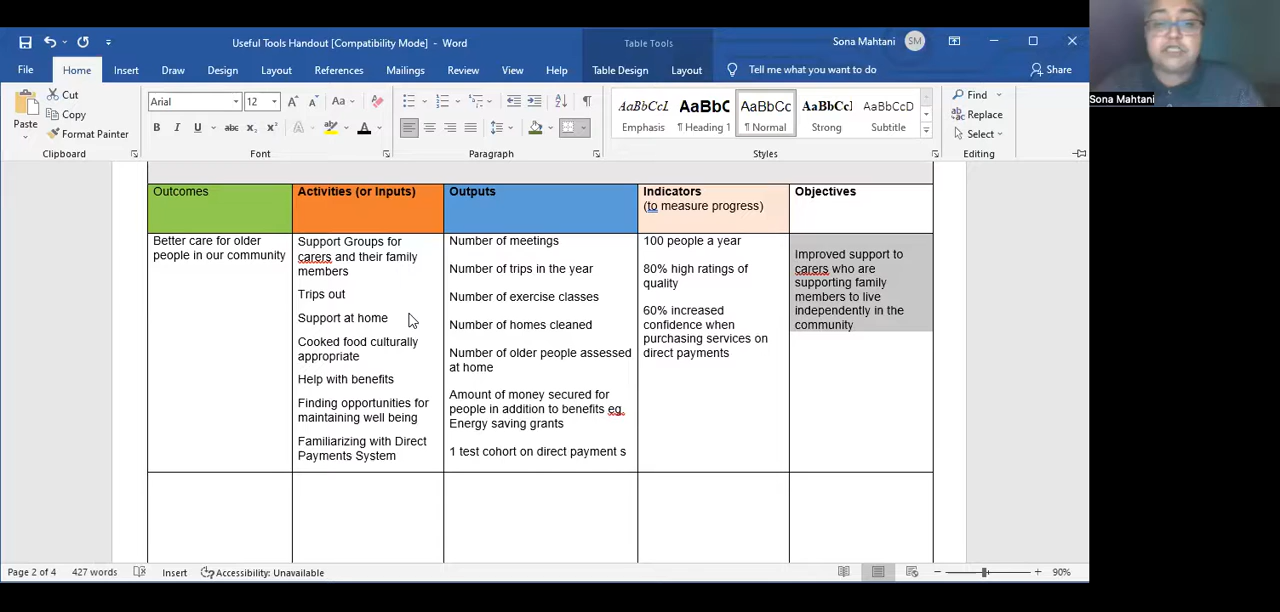 Useful Tools Handout [Compatibility Mode] - Word
Table Tools
Sona Mahtani
SM
File
Home
Insert
Draw
Design
Layout
References
Mailings
Review
View
Help
Table Design
Layout
Tell me what you want to do
Share
Paste
Cut
Copy
Format Painter
Clipboard
Arial
12
Font
Paragraph
AaBbCcL
Emphasis
AaBbC
¶ Heading 1
AaBbCc
¶ Normal
AaBbCcl
Strong
AaBbCcD
Subtitle
Styles
Find
Replace
Select
Editing
Sona Mahtani
Outcomes
Activities (or Inputs)
Outputs
Indicators
(to measure progress)
Objectives
Better care for older
people in our community
Support Groups for
carers and their family
members
Trips out
Support at home
Cooked food culturally
appropriate
Help with benefits
Finding opportunities for
maintaining well being
Familiarizing with Direct
Payments System
Number of meetings
Number of trips in the year
Number of exercise classes
Number of homes cleaned
Number of older people assessed
at home
Amount of money secured for
people in addition to benefits eg.
Energy saving grants
1 test cohort on direct payment s
100 people a year
80% high ratings of
quality
60% increased
confidence when
purchasing services on
direct payments
Improved support to
carers who are
supporting family
members to live
independently in the
community
Page 2 of 4
427 words
Insert
Accessibility: Unavailable
90%